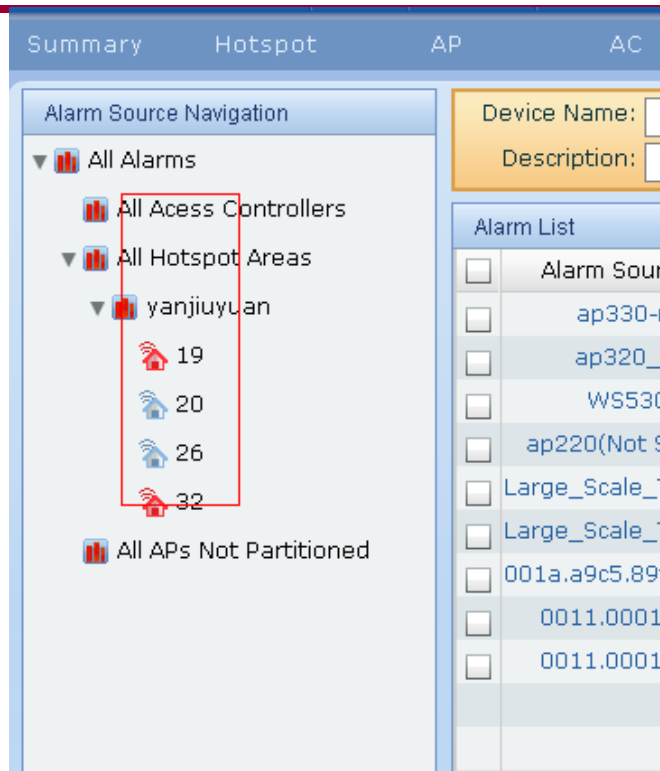 Summary Hotspot AP AC
Alarm Source Navigation
All Alarms
All Acess Controllers
All Hotspot Areas
yanjiuyuan
19
20
26
32
All APs Not Partitioned
Device Name:
Description:
Alarm List
Alarm Sour
ap330-
ap320_
WS530
ap220(Not S
Large_Scale_
Large_Scale_
001a.a9c5.89
0011.0001
0011.0001